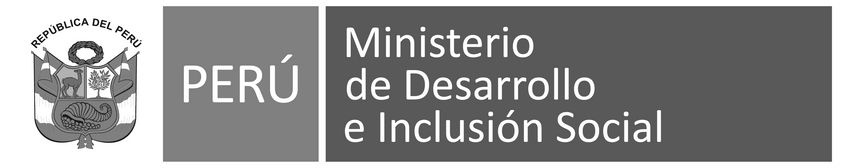 REPÚBLICA DEL PERÚ
PERÚ
Ministerio
de Desarrollo
e Inclusión Social